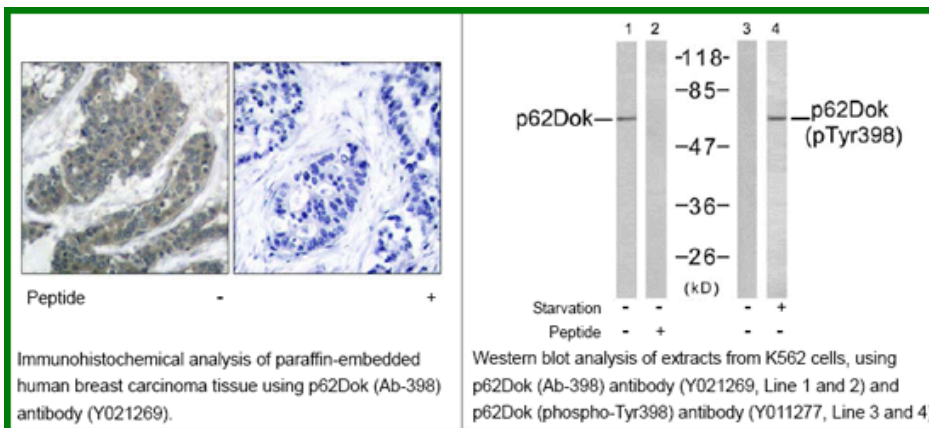 Peptide - +
Immunohistochemical analysis of paraffin-embedded
human breast carcinoma tissue using p62Dok (Ab-398)
antibody (Y021269).
1 2 3 4
-118-
-85-
p62Dok
p62Dok
(pTyr398)
-47-
-36-
-26-
(kD)
Starvation - - - +
Peptide - + - -
Western blot analysis of extracts from K562 cells, using
p62Dok (Ab-398) antibody (Y021269, Line 1 and 2) and
p62Dok (phospho-Tyr398) antibody (Y011277, Line 3 and 4)